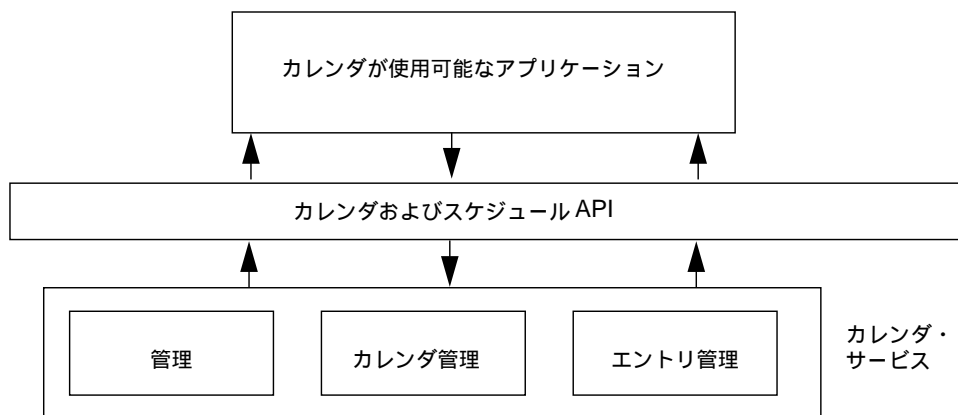 カレンダが使用可能なアプリケーション
カレンダおよびスケジュール API
管理
カレンダ管理
エントリ管理
カレンダ・
サービス